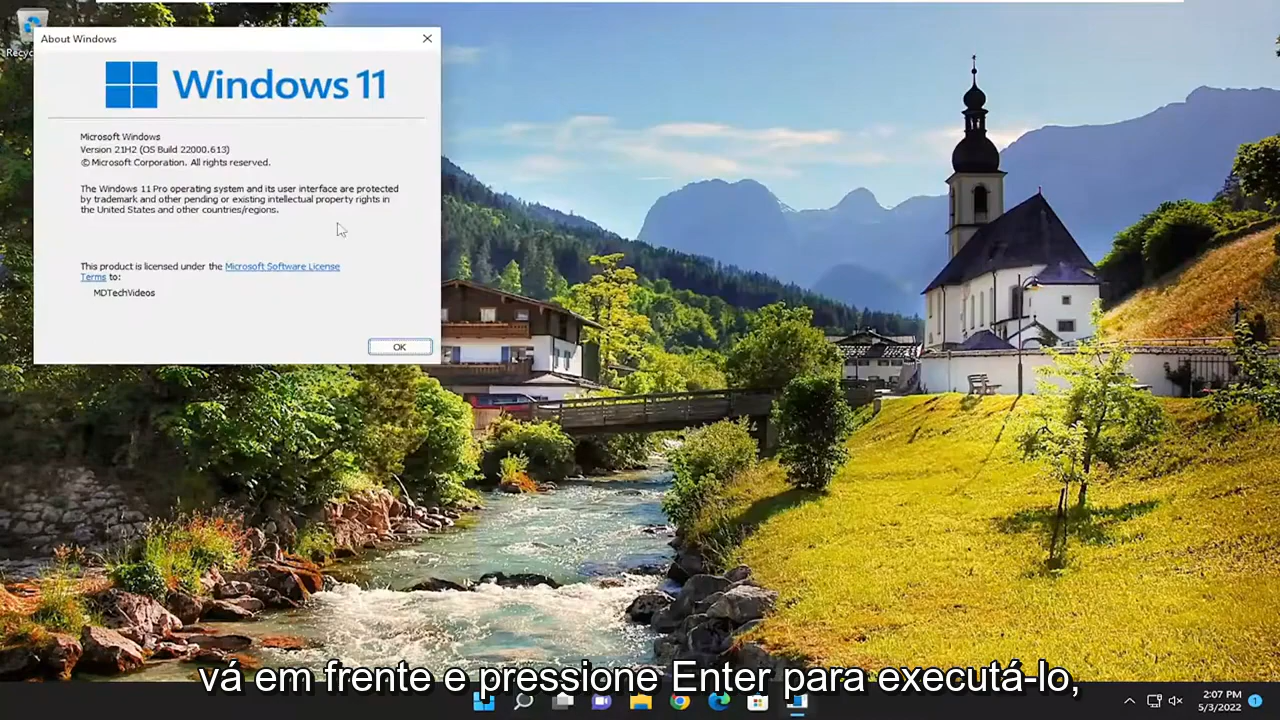 Recyc
About Windows
Windows 11
Microsoft Windows
Version 21H2 (OS Build 22000.613)
© Microsoft Corporation. All rights reserved.
The Windows 11 Pro operating system and its user interface are protected
by trademark and other pending or existing intellectual property rights in
the United States and other countries/regions.
This product is licensed under the Microsoft Software License
Terms to:
MDTechVideos
OK
vá em frente e pressione Enter para executá-lo,
2:07 PM
5/3/2022
1